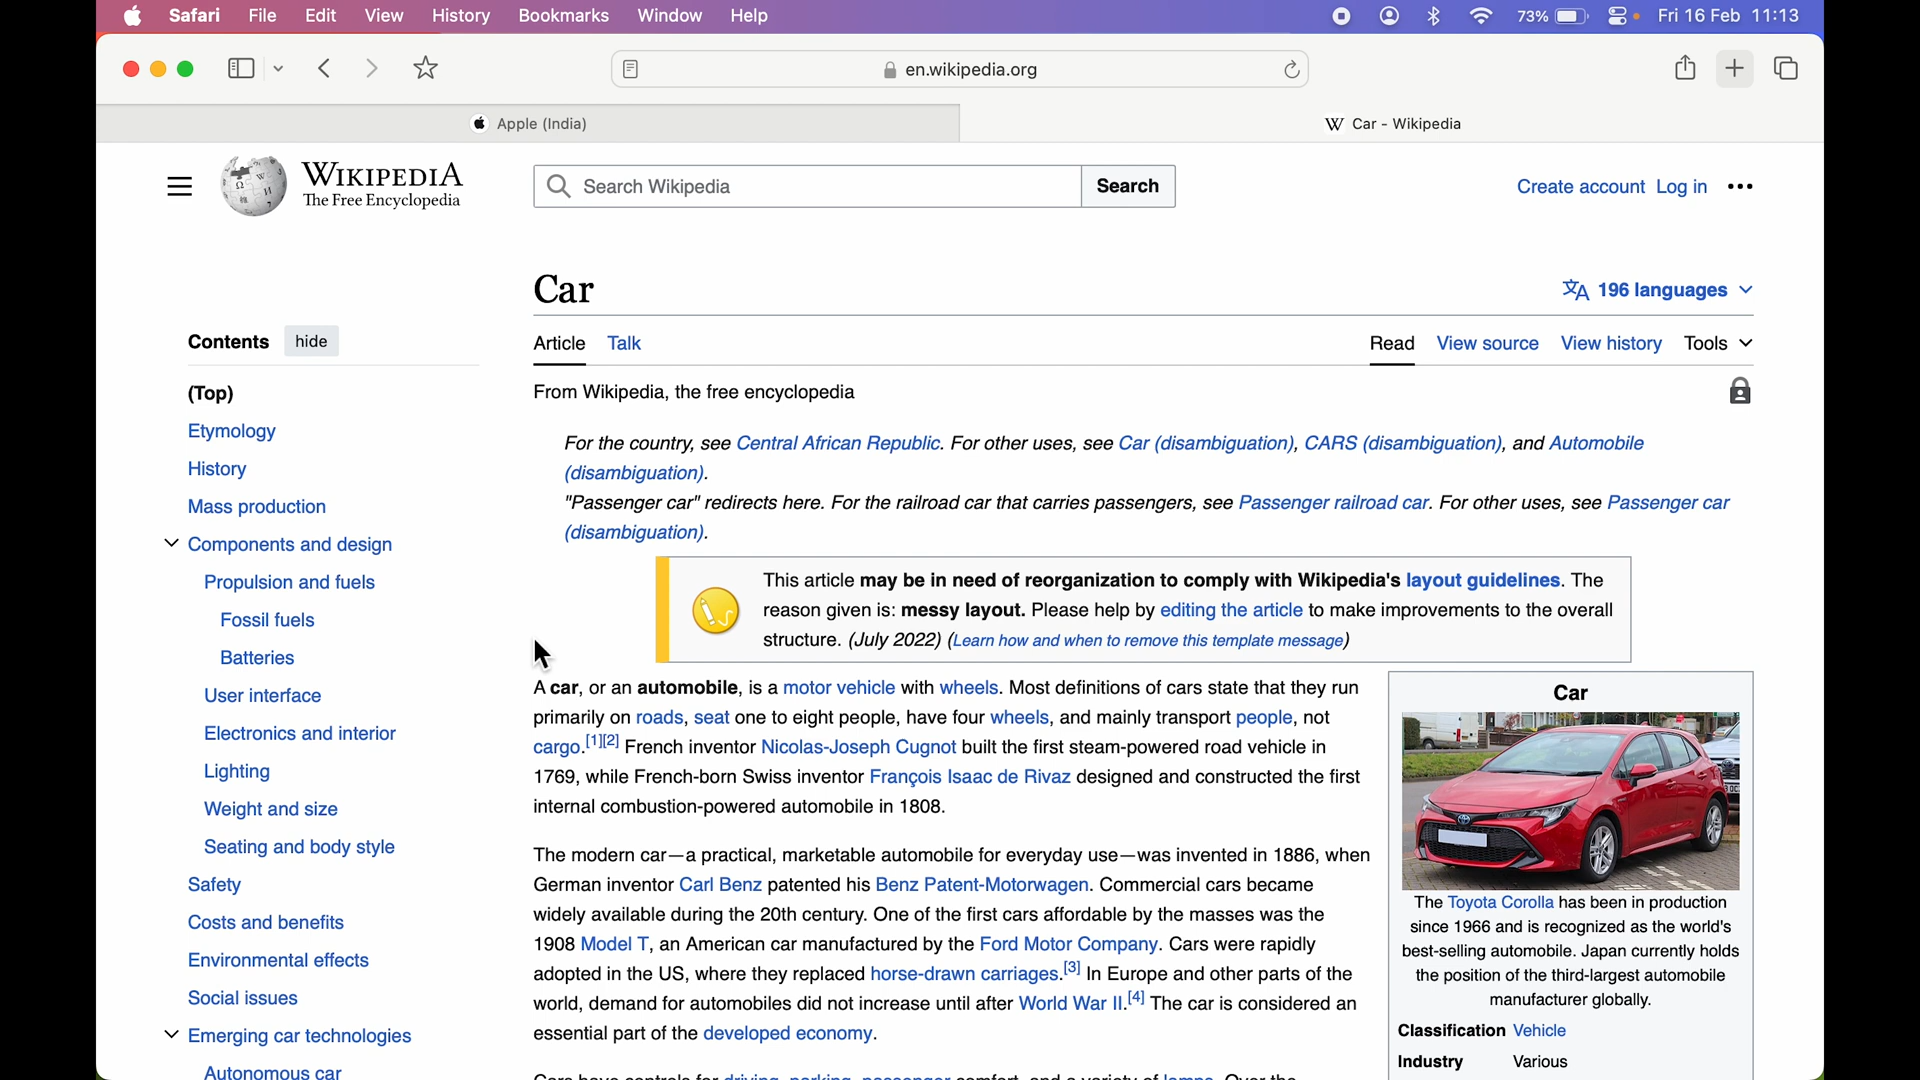 Safari File Edit View History Bookmarks Window Help 73% Fri 16 Feb 11:13
en.wikipedia.org
Apple (India)
W Car - Wikipedia
WIKIPEDIA
The Free Encyclopedia
Search Wikipedia Search
Create account Log in
Car
196 languages
Contents hide
Article Talk Read View source View history Tools
(Top)
Etymology
History
Mass production
Components and design
Propulsion and fuels
Fossil fuels
Batteries
User interface
Electronics and interior
Lighting
Weight and size
Seating and body style
Safety
Costs and benefits
Environmental effects
Social issues
Emerging car technologies
Autonomous car
From Wikipedia, the free encyclopedia
For the country, see Central African Republic. For other uses, see Car (disambiguation), CARS (disambiguation), and Automobile
(disambiguation).
"Passenger car" redirects here. For the railroad car that carries passengers, see Passenger railroad car. For other uses, see Passenger car
(disambiguation).
This article may be in need of reorganization to comply with Wikipedia's layout guidelines. The
reason given is: messy layout. Please help by editing the article to make improvements to the overall
structure. (July 2022) (Learn how and when to remove this template message)
A car, or an automobile, is a motor vehicle with wheels. Most definitions of cars state that they run
primarily on roads, seat one to eight people, have four wheels, and mainly transport people, not
cargo.[1][2] French inventor Nicolas-Joseph Cugnot built the first steam-powered road vehicle in
1769, while French-born Swiss inventor François Isaac de Rivaz designed and constructed the first
internal combustion-powered automobile in 1808.
The modern car—a practical, marketable automobile for everyday use—was invented in 1886, when
German inventor Carl Benz patented his Benz Patent-Motorwagen. Commercial cars became
widely available during the 20th century. One of the first cars affordable by the masses was the
1908 Model T, an American car manufactured by the Ford Motor Company. Cars were rapidly
adopted in the US, where they replaced horse-drawn carriages.[3] In Europe and other parts of the
world, demand for automobiles did not increase until after World War II.[4] The car is considered an
essential part of the developed economy.
Cars have controls for driving, parking, passenger comfort, and a variety of lamps. Over the
Car
The Toyota Corolla has been in production
since 1966 and is recognized as the world's
best-selling automobile. Japan currently holds
the position of the third-largest automobile
manufacturer globally.
Classification Vehicle
Industry Various